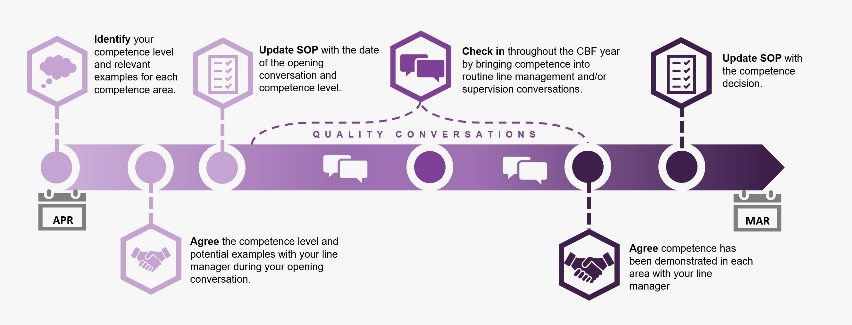 Identify your
competence level
and relevant
examples for each
competence area.
Update SOP with the date
of the opening
conversation and
competence level.
Check in throughout the CBF year
by bringing competence into
routine line management and/or
supervision conversations.
Update SOP with
the competence
decision.
QUALITY CONVERSATIONS
APR
MAR
Agree the competence level and
potential examples with your line
manager during your opening
conversation.
Agree competence has
been demonstrated in each
area with your line
manager